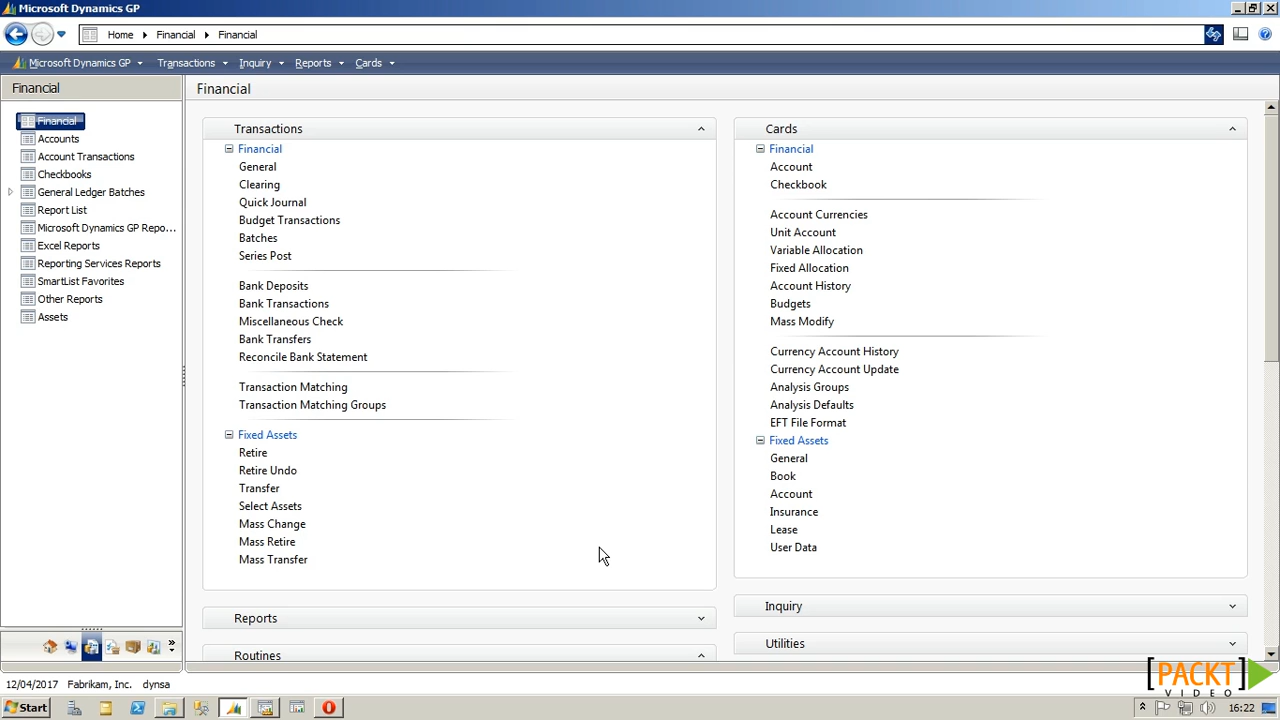 Microsoft Dynamics GP
Home Financial Financial
Microsoft Dynamics GP Transactions Inquiry Reports Cards
Financial
Financial
Accounts
Account Transactions
Checkbooks
General Ledger Batches
Report List
Microsoft Dynamics GP Repo...
Excel Reports
Reporting Services Reports
SmartList Favorites
Other Reports
Assets
Financial
Transactions
Financial
General
Clearing
Quick Journal
Budget Transactions
Batches
Series Post
Bank Deposits
Bank Transactions
Miscellaneous Check
Bank Transfers
Reconcile Bank Statement
Transaction Matching
Transaction Matching Groups
Fixed Assets
Retire
Retire Undo
Transfer
Select Assets
Mass Change
Mass Retire
Mass Transfer
Reports
Routines
Cards
Financial
Account
Checkbook
Account Currencies
Unit Account
Variable Allocation
Fixed Allocation
Account History
Budgets
Mass Modify
Currency Account History
Currency Account Update
Analysis Groups
Analysis Defaults
EFT File Format
Fixed Assets
General
Book
Account
Insurance
Lease
User Data
Inquiry
Utilities
12/04/2017 Fabrikam, Inc. dynsa
[PACKT]
VIDEO
Start
16:22